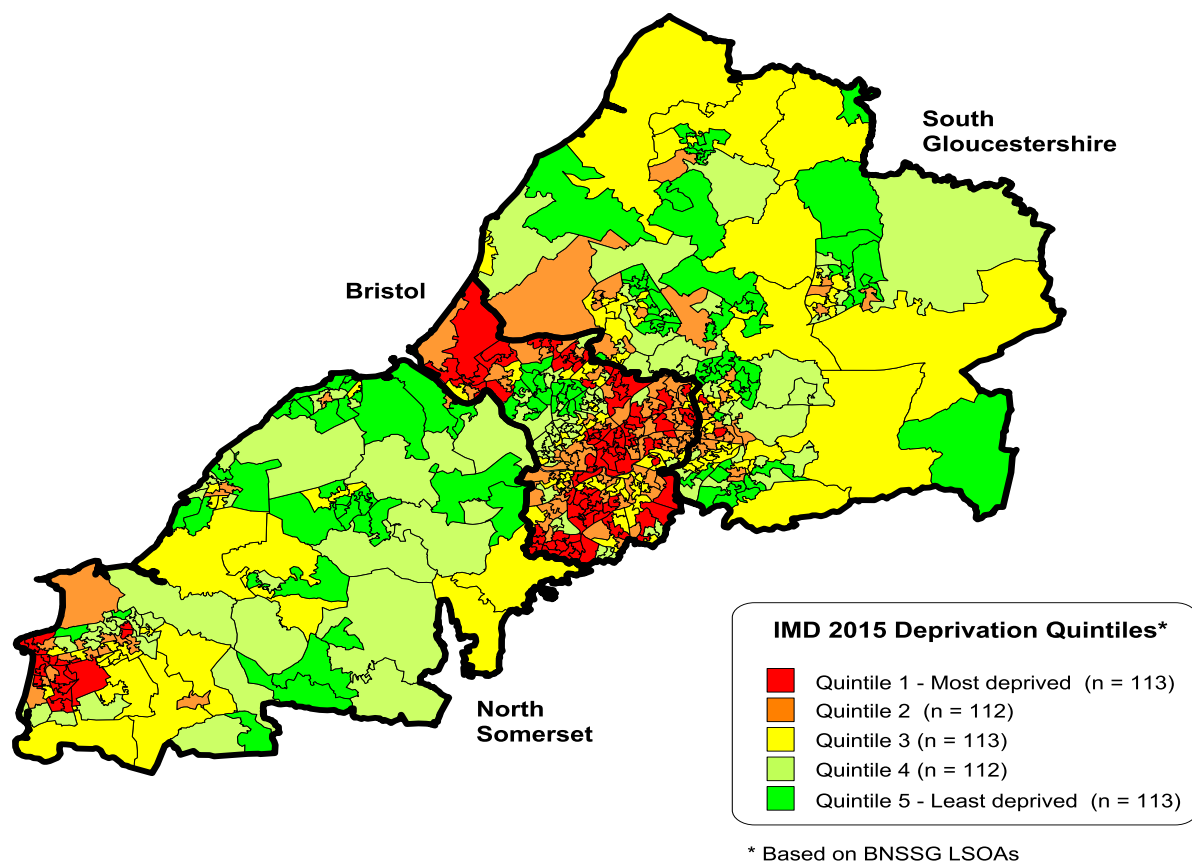 South
Gloucestershire
Bristol
North
Somerset
IMD 2015 Deprivation Quintiles*
Quintile 1 - Most deprived (n = 113)
Quintile 2 (n = 112)
Quintile 3 (n = 113)
Quintile 4 (n = 112)
Quintile 5 - Least deprived (n = 113)
* Based on BNSSG LSOAs